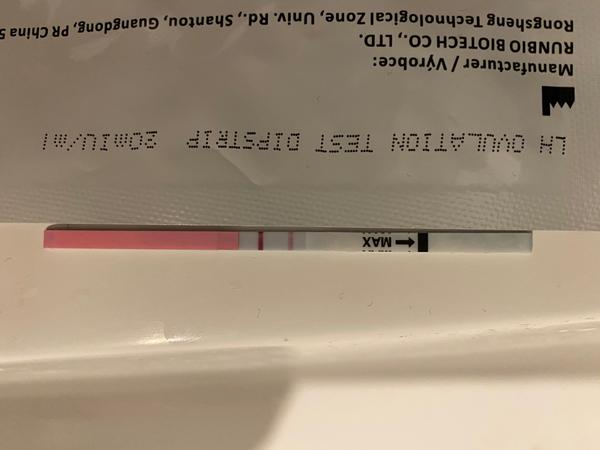 LH OVULATION TEST DIPSTRIP 20mIU/ml
Manufacturer / Výrobce:
RUNBIO BIOTECH CO., LTD.
Rongsheng Technological Zone, Univ. Rd., Shantou, Guangdong, PR China 5
MAX